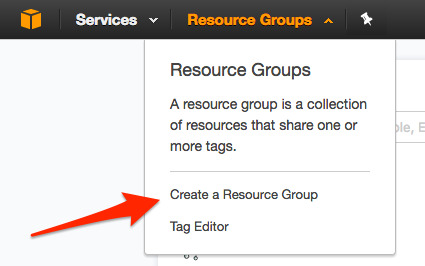 Services Resource Groups
Resource Groups
A resource group is a collection
of resources that share one or
more tags.
Create a Resource Group
Tag Editor